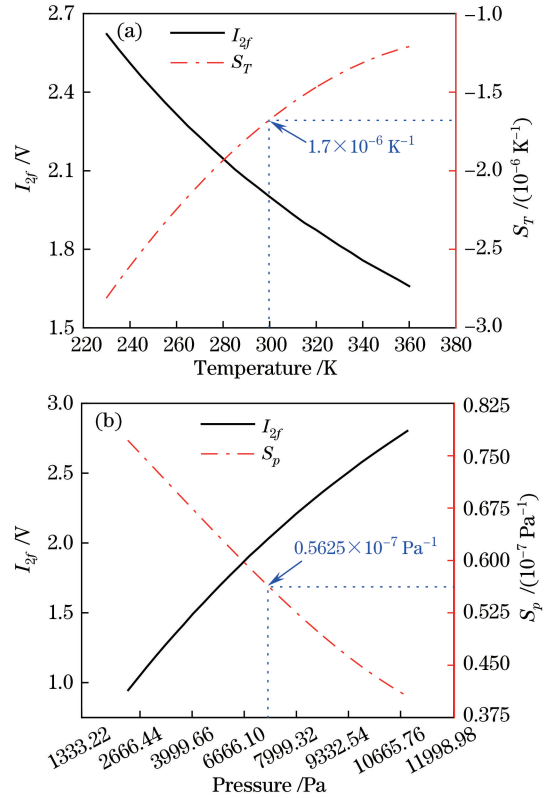 (a)
I2f
ST
2.7
2.4
2.1
1.8
1.5
I2f /V
-1.0
-1.5
-2.0
-2.5
-3.0
ST /(10⁻⁶ K⁻¹)
1.7×10⁻⁶ K⁻¹
220 240 260 280 300 320 340 360 380
Temperature /K
(b)
I2f
Sp
3.0
2.5
2.0
1.5
1.0
I2f /V
0.825
0.750
0.675
0.600
0.525
0.450
0.375
Sp /(10⁻⁷ Pa⁻¹)
0.5625×10⁻⁷ Pa⁻¹
1333.22 2666.44 3999.66 6666.10 7999.32 9332.54 10665.76 11998.98
Pressure /Pa